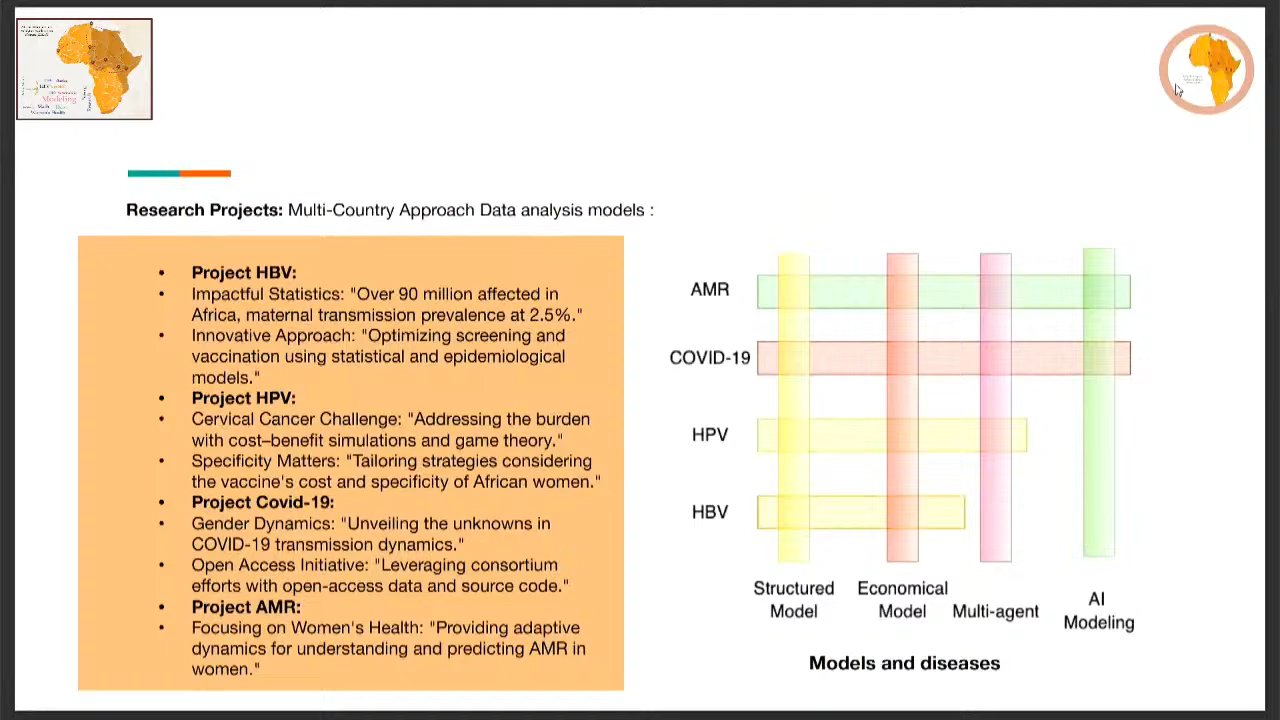 Modeling
Women's Health
Research Projects: Multi-Country Approach Data analysis models :
• Project HBV:
• Impactful Statistics: "Over 90 million affected in
Africa, maternal transmission prevalence at 2.5%."
• Innovative Approach: "Optimizing screening and
vaccination using statistical and epidemiological
models."
• Project HPV:
• Cervical Cancer Challenge: "Addressing the burden
with cost–benefit simulations and game theory."
• Specificity Matters: "Tailoring strategies considering
the vaccine's cost and specificity of African women."
• Project Covid-19:
• Gender Dynamics: "Unveiling the unknowns in
COVID-19 transmission dynamics."
• Open Access Initiative: "Leveraging consortium
efforts with open-access data and source code."
• Project AMR:
• Focusing on Women's Health: "Providing adaptive
dynamics for understanding and predicting AMR in
women."
AMR
COVID-19
HPV
HBV
Structured
Model
Economical
Model
Multi-agent
AI
Modeling
Models and diseases